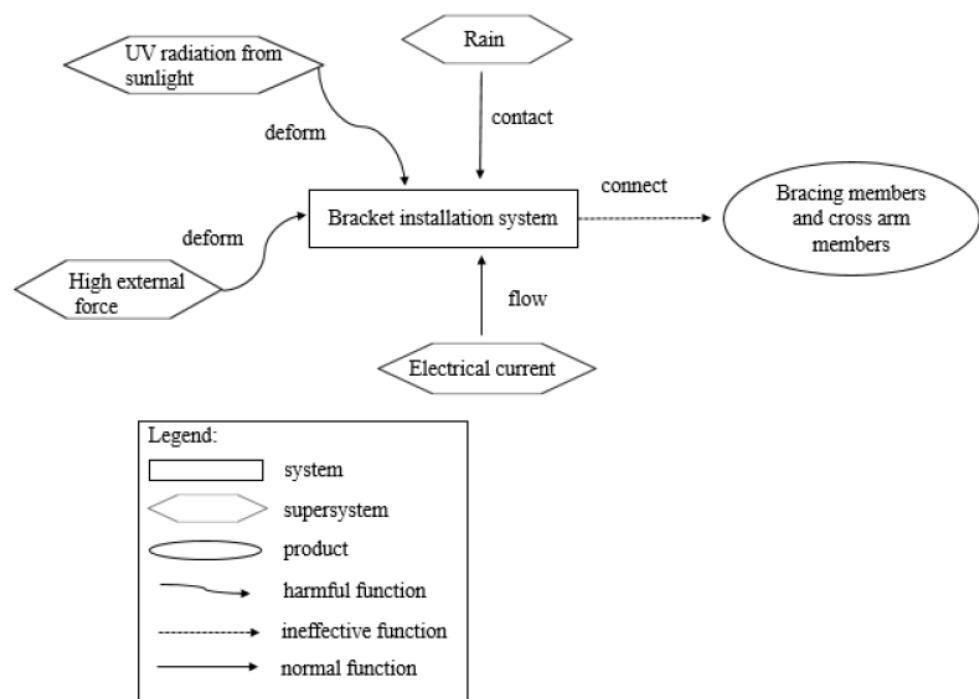 UV radiation from
sunlight
Rain
deform
contact
connect
Bracket installation system
Bracing members
and cross arm
members
deform
High external
force
flow
Electrical current
Legend:
system
supersystem
product
harmful function
ineffective function
normal function